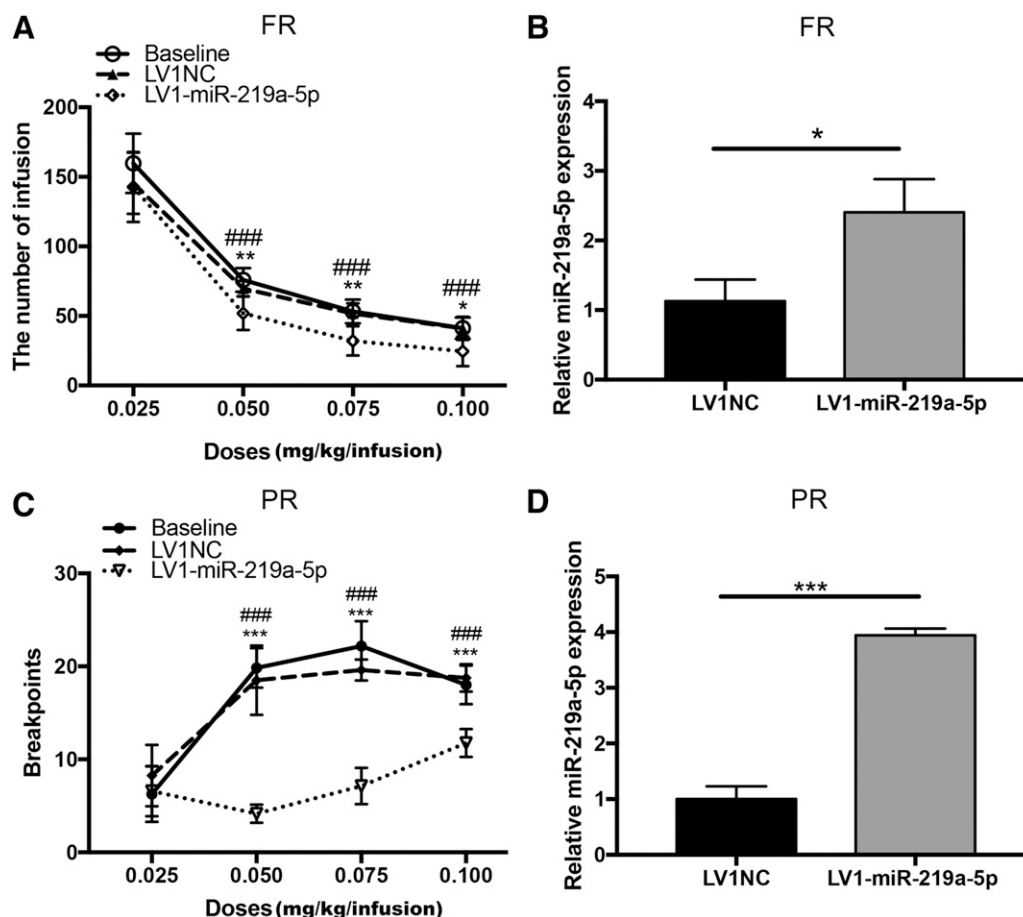 A
FR
Baseline
LV1NC
LV1-miR-219a-5p
The number of infusion
200
150
100
50
0
###
**
###
**
###
*
0.025 0.050 0.075 0.100
Doses (mg/kg/infusion)
B
FR
Relative miR-219a-5p expression
4
3
2
1
0
*
LV1NC LV1-miR-219a-5p
C
PR
Baseline
LV1NC
LV1-miR-219a-5p
Breakpoints
30
20
10
0
###
***
###
***
###
***
0.025 0.050 0.075 0.100
Doses (mg/kg/infusion)
D
PR
Relative miR-219a-5p expression
5
4
3
2
1
0
***
LV1NC LV1-miR-219a-5p